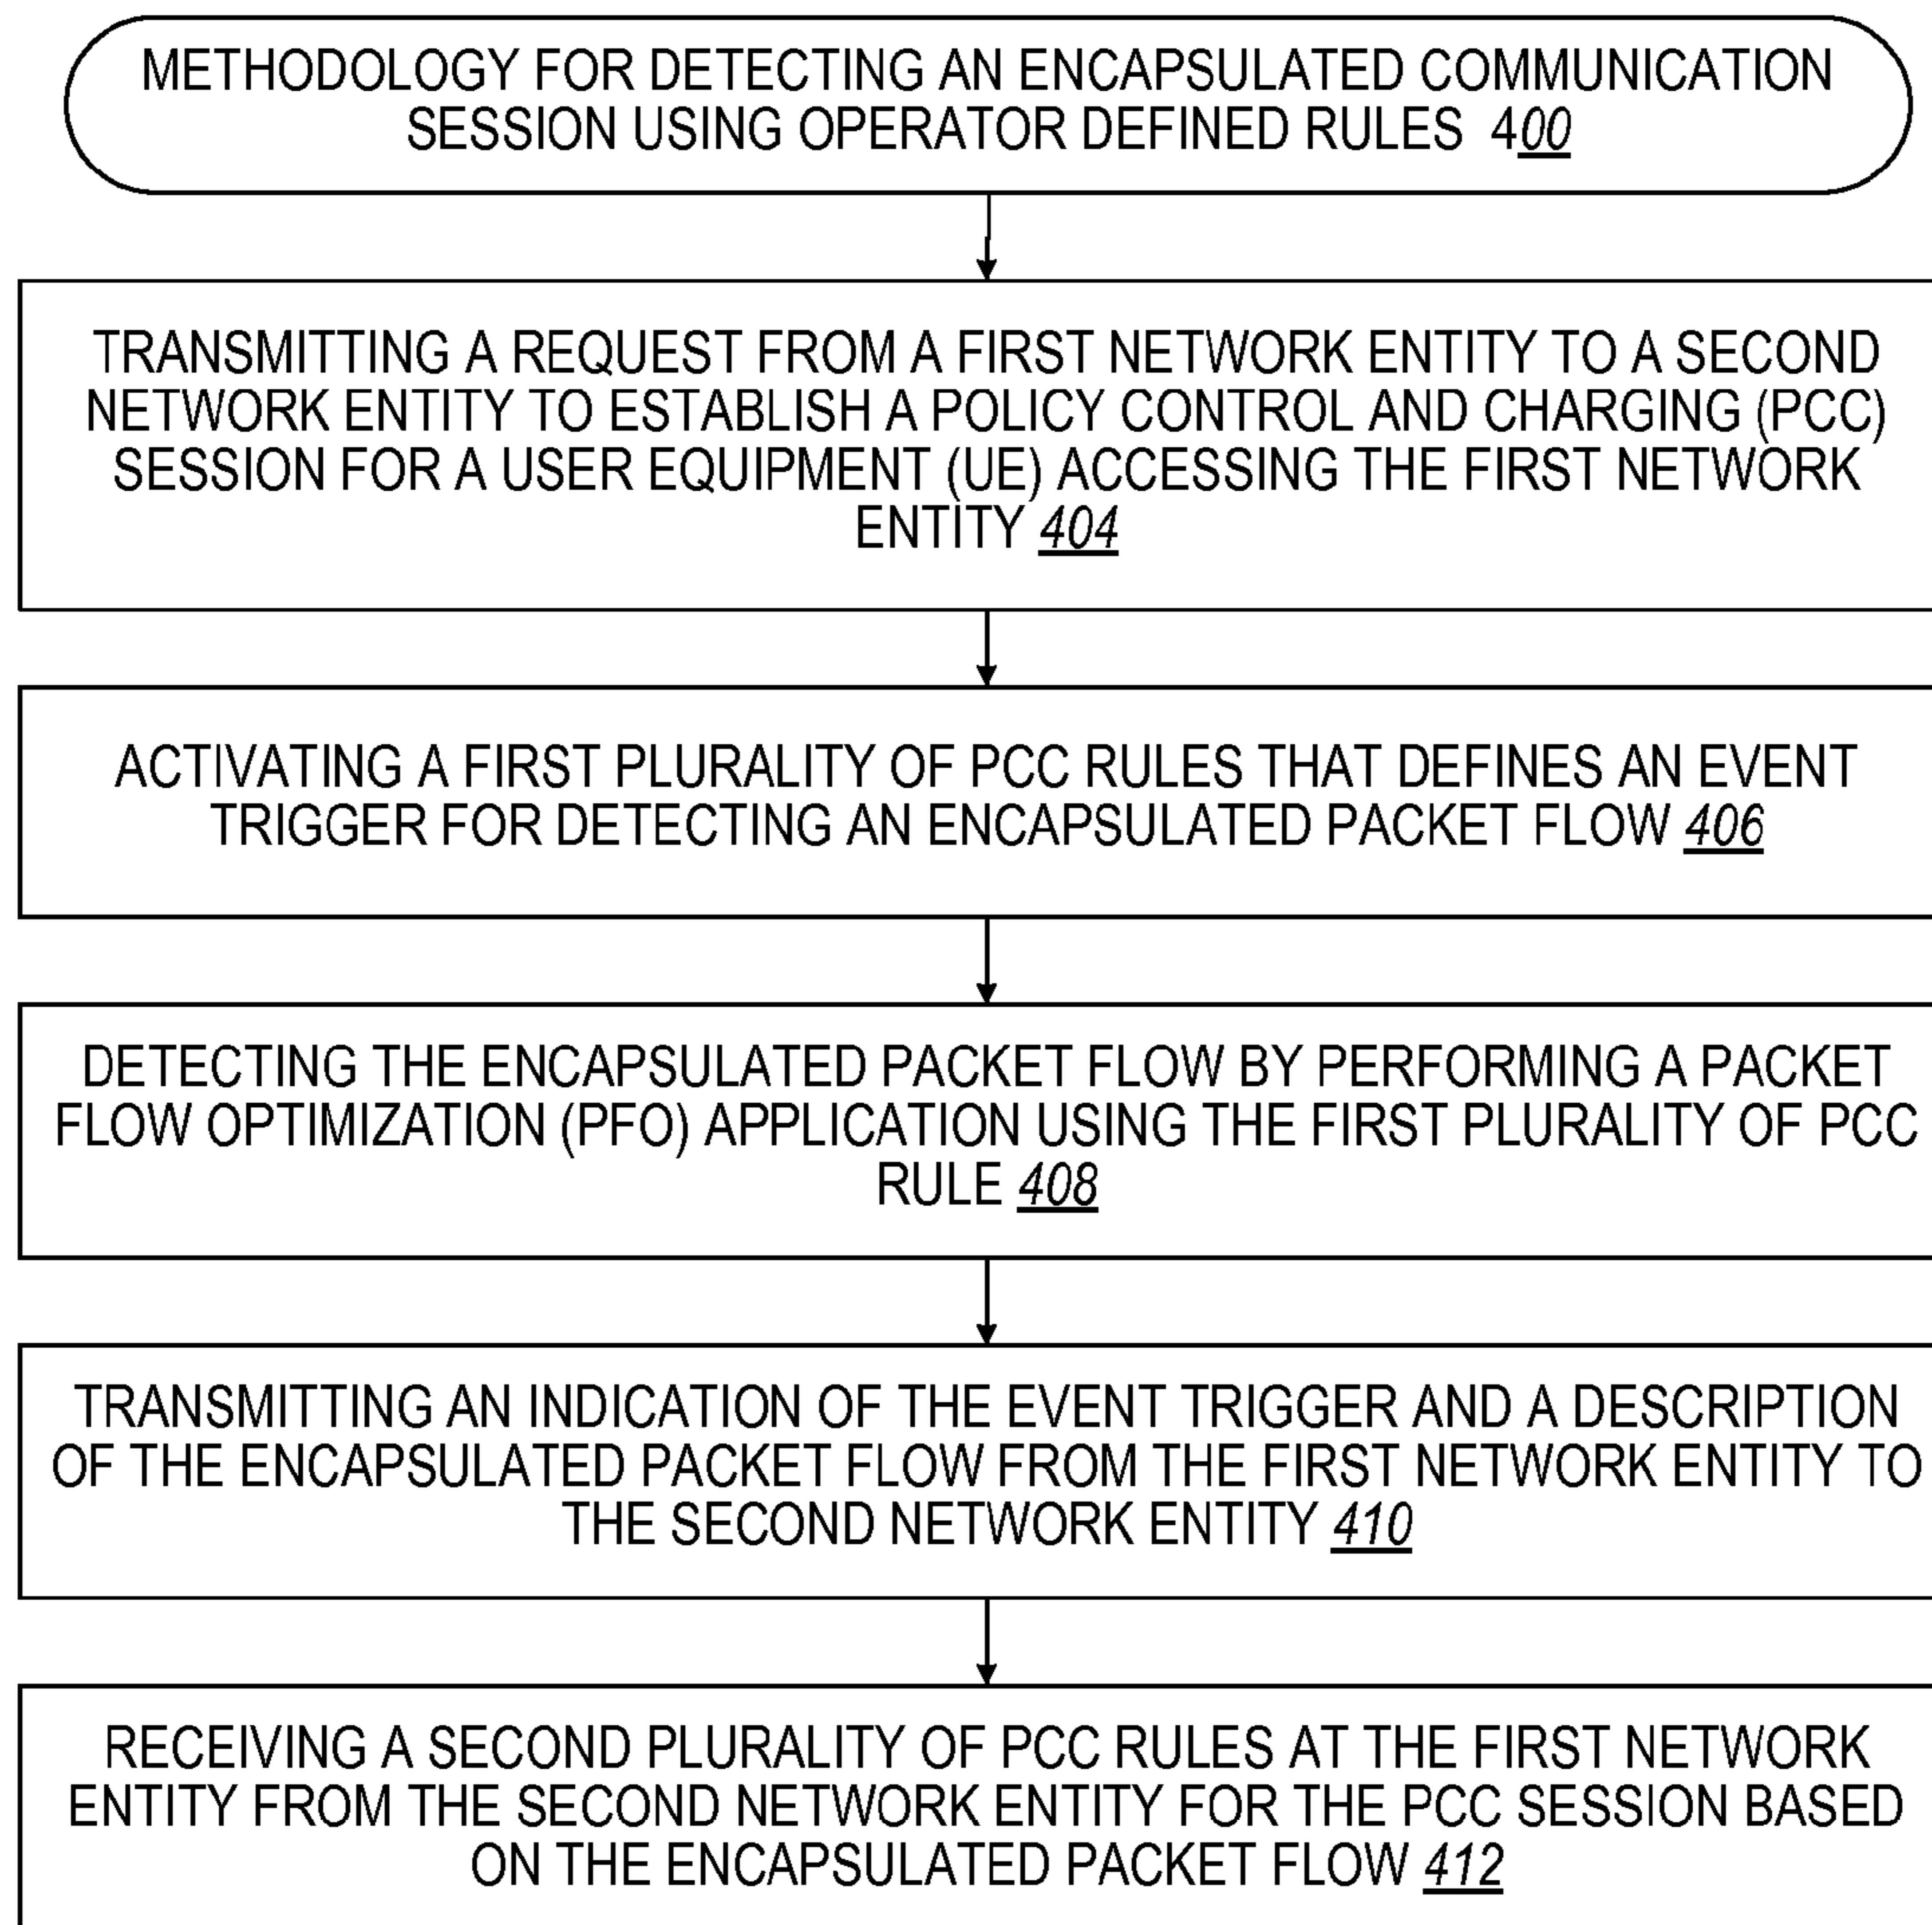 METHODOLOGY FOR DETECTING AN ENCAPSULATED COMMUNICATION
SESSION USING OPERATOR DEFINED RULES 400
TRANSMITTING A REQUEST FROM A FIRST NETWORK ENTITY TO A SECOND
NETWORK ENTITY TO ESTABLISH A POLICY CONTROL AND CHARGING (PCC)
SESSION FOR A USER EQUIPMENT (UE) ACCESSING THE FIRST NETWORK
ENTITY 404
ACTIVATING A FIRST PLURALITY OF PCC RULES THAT DEFINES AN EVENT
TRIGGER FOR DETECTING AN ENCAPSULATED PACKET FLOW 406
DETECTING THE ENCAPSULATED PACKET FLOW BY PERFORMING A PACKET
FLOW OPTIMIZATION (PFO) APPLICATION USING THE FIRST PLURALITY OF PCC
RULE 408
TRANSMITTING AN INDICATION OF THE EVENT TRIGGER AND A DESCRIPTION
OF THE ENCAPSULATED PACKET FLOW FROM THE FIRST NETWORK ENTITY TO
THE SECOND NETWORK ENTITY 410
RECEIVING A SECOND PLURALITY OF PCC RULES AT THE FIRST NETWORK
ENTITY FROM THE SECOND NETWORK ENTITY FOR THE PCC SESSION BASED
ON THE ENCAPSULATED PACKET FLOW 412